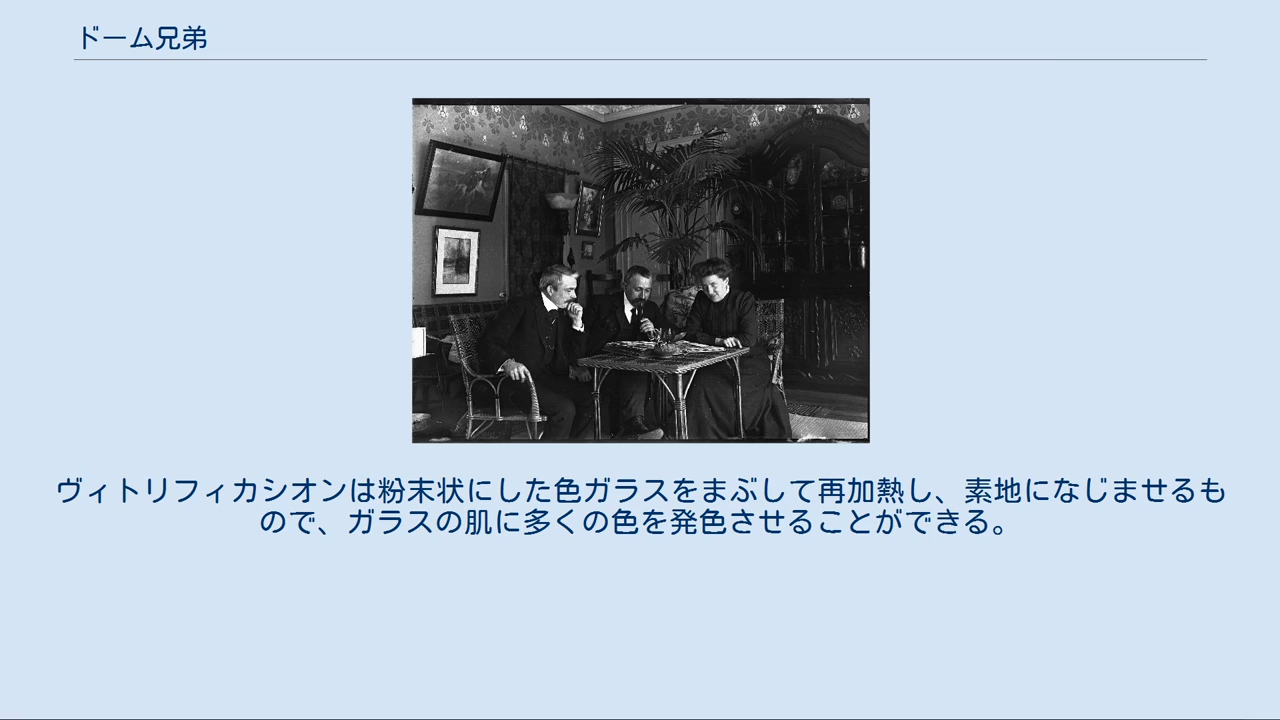 ドーム兄弟
ヴィトリフィカシオンは粉末状にした色ガラスをまぶして再加熱し、素地になじませるも
ので、ガラスの肌に多くの色を発色させることができる。